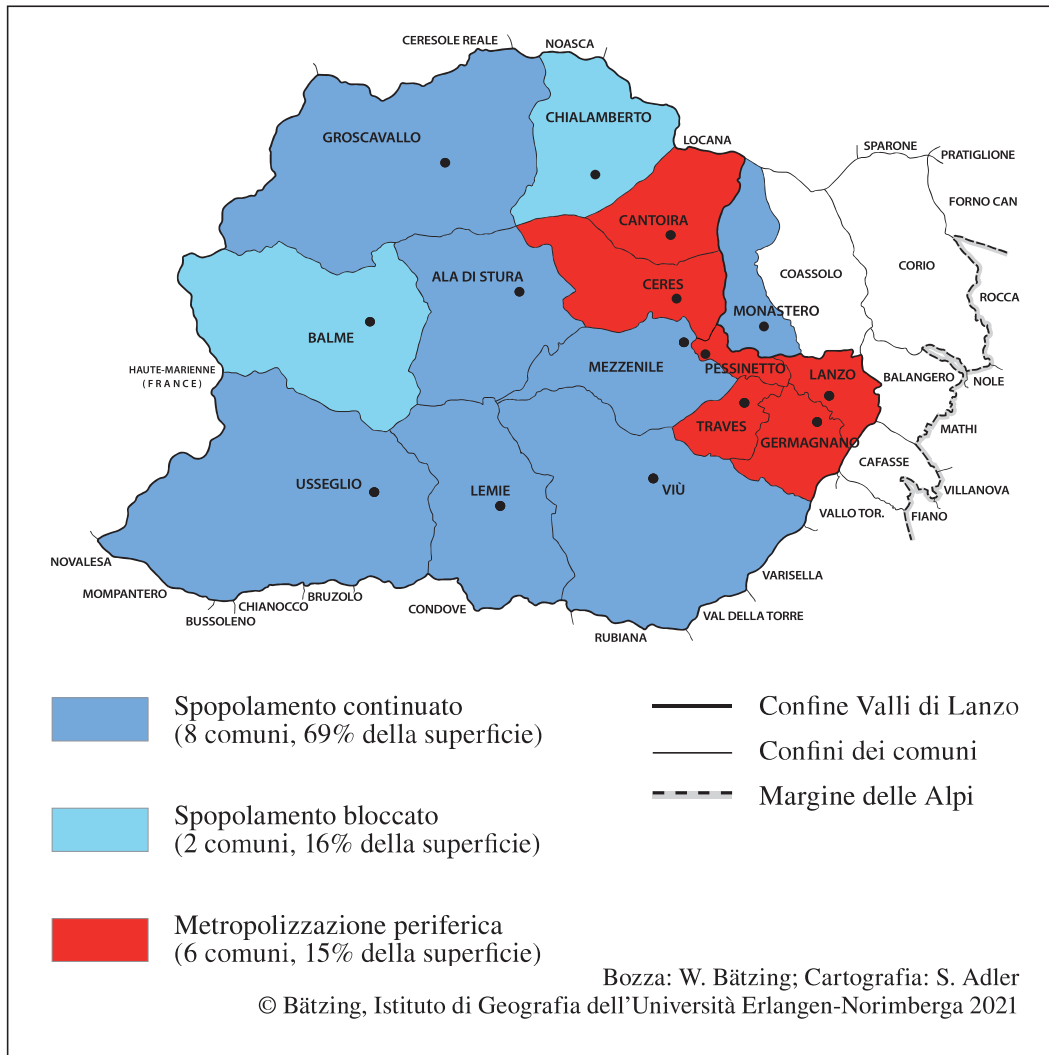 CERESOLE REALE
NOASCA
CHIALAMBERTO
GROSCAVALLO
LOCANA
SPARONE
PRATIGLIONE
FORNO CAN
CANTOIRA
COASSOLO
CORIO
ALA DI STURA
CERES
ROCCA
MONASTERO
BALME
HAUTE-MARIENNE
(FRANCE)
MEZZENILE
PESSINETTO
LANZO
BALANGERO
NOLE
TRAVES
MATHI
GERMAGNANO
CAFASSE
USSEGLIO
LEMIE
VIÙ
VILLANOVA
VALLO TOR.
FIANO
NOVALESA
VARISELLA
MOMPANTERO
BRUZOLO
CHIANOCCO
CONDOVE
VAL DELLA TORRE
BUSSOLENO
RUBIANA
Spopolamento continuato
(8 comuni, 69% della superficie)
Spopolamento bloccato
(2 comuni, 16% della superficie)
Metropolizzazione periferica
(6 comuni, 15% della superficie)
Confine Valli di Lanzo
Confini dei comuni
Margine delle Alpi
Bozza: W. Bätzing; Cartografia: S. Adler
© Bätzing, Istituto di Geografia dell’Università Erlangen-Norimberga 2021